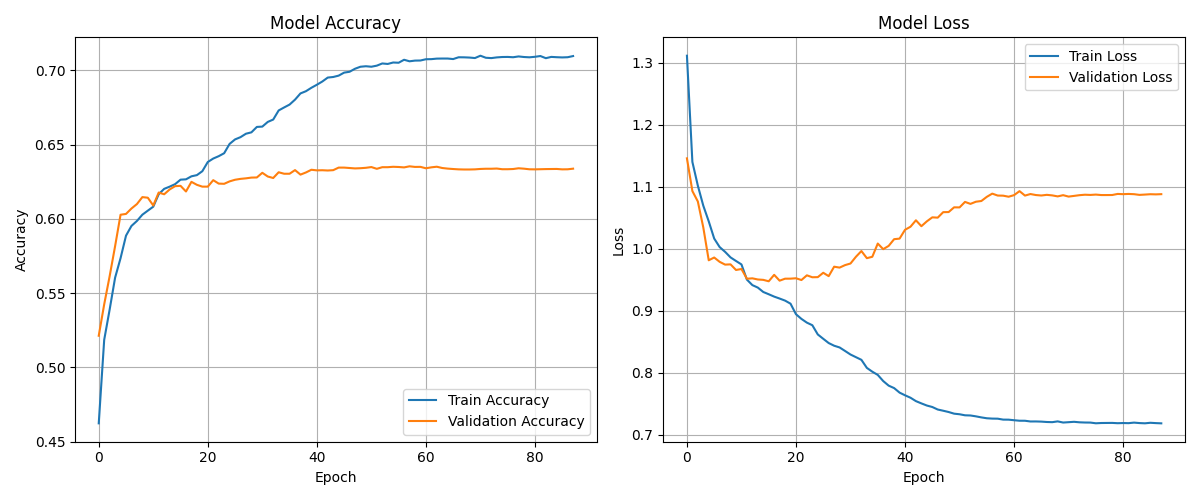 Model Accuracy
Accuracy
0.70
0.65
0.60
0.55
0.50
0.45
0 20 40 60 80
Epoch
Train Accuracy
Validation Accuracy
Model Loss
Loss
1.3
1.2
1.1
1.0
0.9
0.8
0.7
0 20 40 60 80
Epoch
Train Loss
Validation Loss